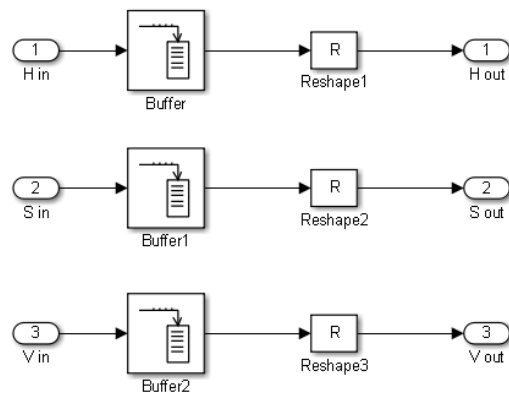 1
R
1
H in
Buffer
Reshape1
H out
2
R
2
S in
Buffer1
Reshape2
S out
3
R
3
V in
Buffer2
Reshape3
V out